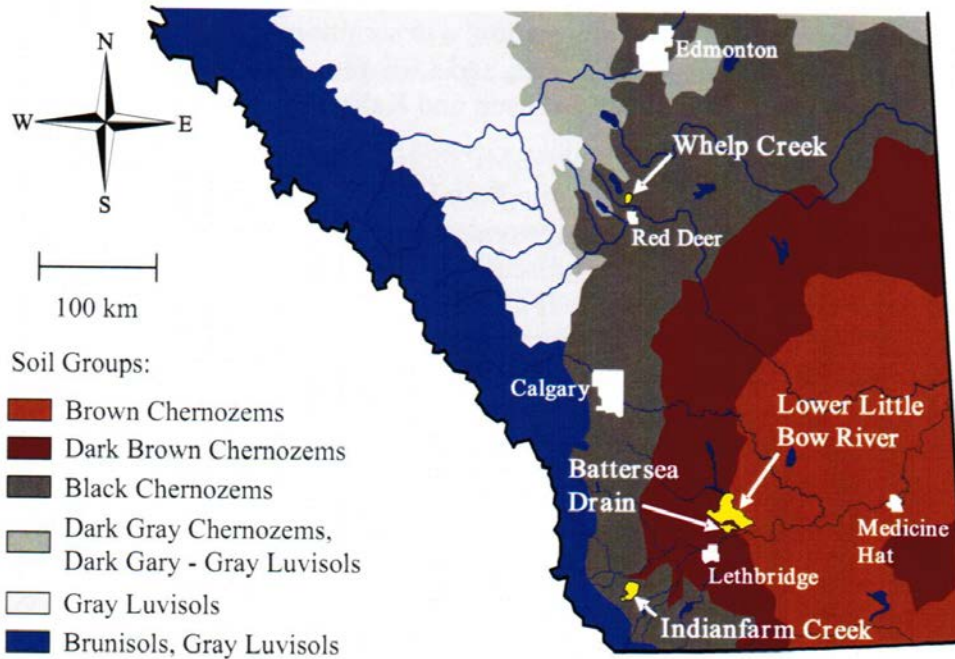 N
W
E
S
100 km
Soil Groups:
Brown Chernozems
Dark Brown Chernozems
Black Chernozems
Dark Gray Chernozems,
Dark Gary - Gray Luvisols
Gray Luvisols
Brunisols, Gray Luvisols
Edmonton
Whelp Creek
Red Deer
Calgary
Lower Little
Bow River
Battersea
Drain
Medicine
Hat
Lethbridge
Indianfarm Creek